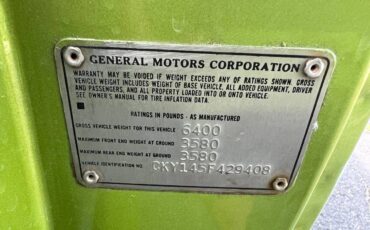 GENERAL MOTORS CORPORATION
WARRANTY MAY BE VOIDED IF WEIGHT EXCEEDS ANY OF RATINGS SHOWN. GROSS
VEHICLE WEIGHT INCLUDES WEIGHT OF BASE VEHICLE, ALL ADDED EQUIPMENT, DRIVER
AND PASSENGERS, AND ALL PROPERTY LOADED INTO OR ONTO VEHICLE.
SEE OWNER'S MANUAL FOR TIRE INFLATION DATA.
RATINGS IN POUNDS - AS MANUFACTURED
GROSS VEHICLE WEIGHT FOR THIS VEHICLE 6400
MAXIMUM FRONT END WEIGHT AT GROUND 3580
MAXIMUM REAR END WEIGHT AT GROUND 3580
VEHICLE IDENTIFICATION NO. CKY145F429408